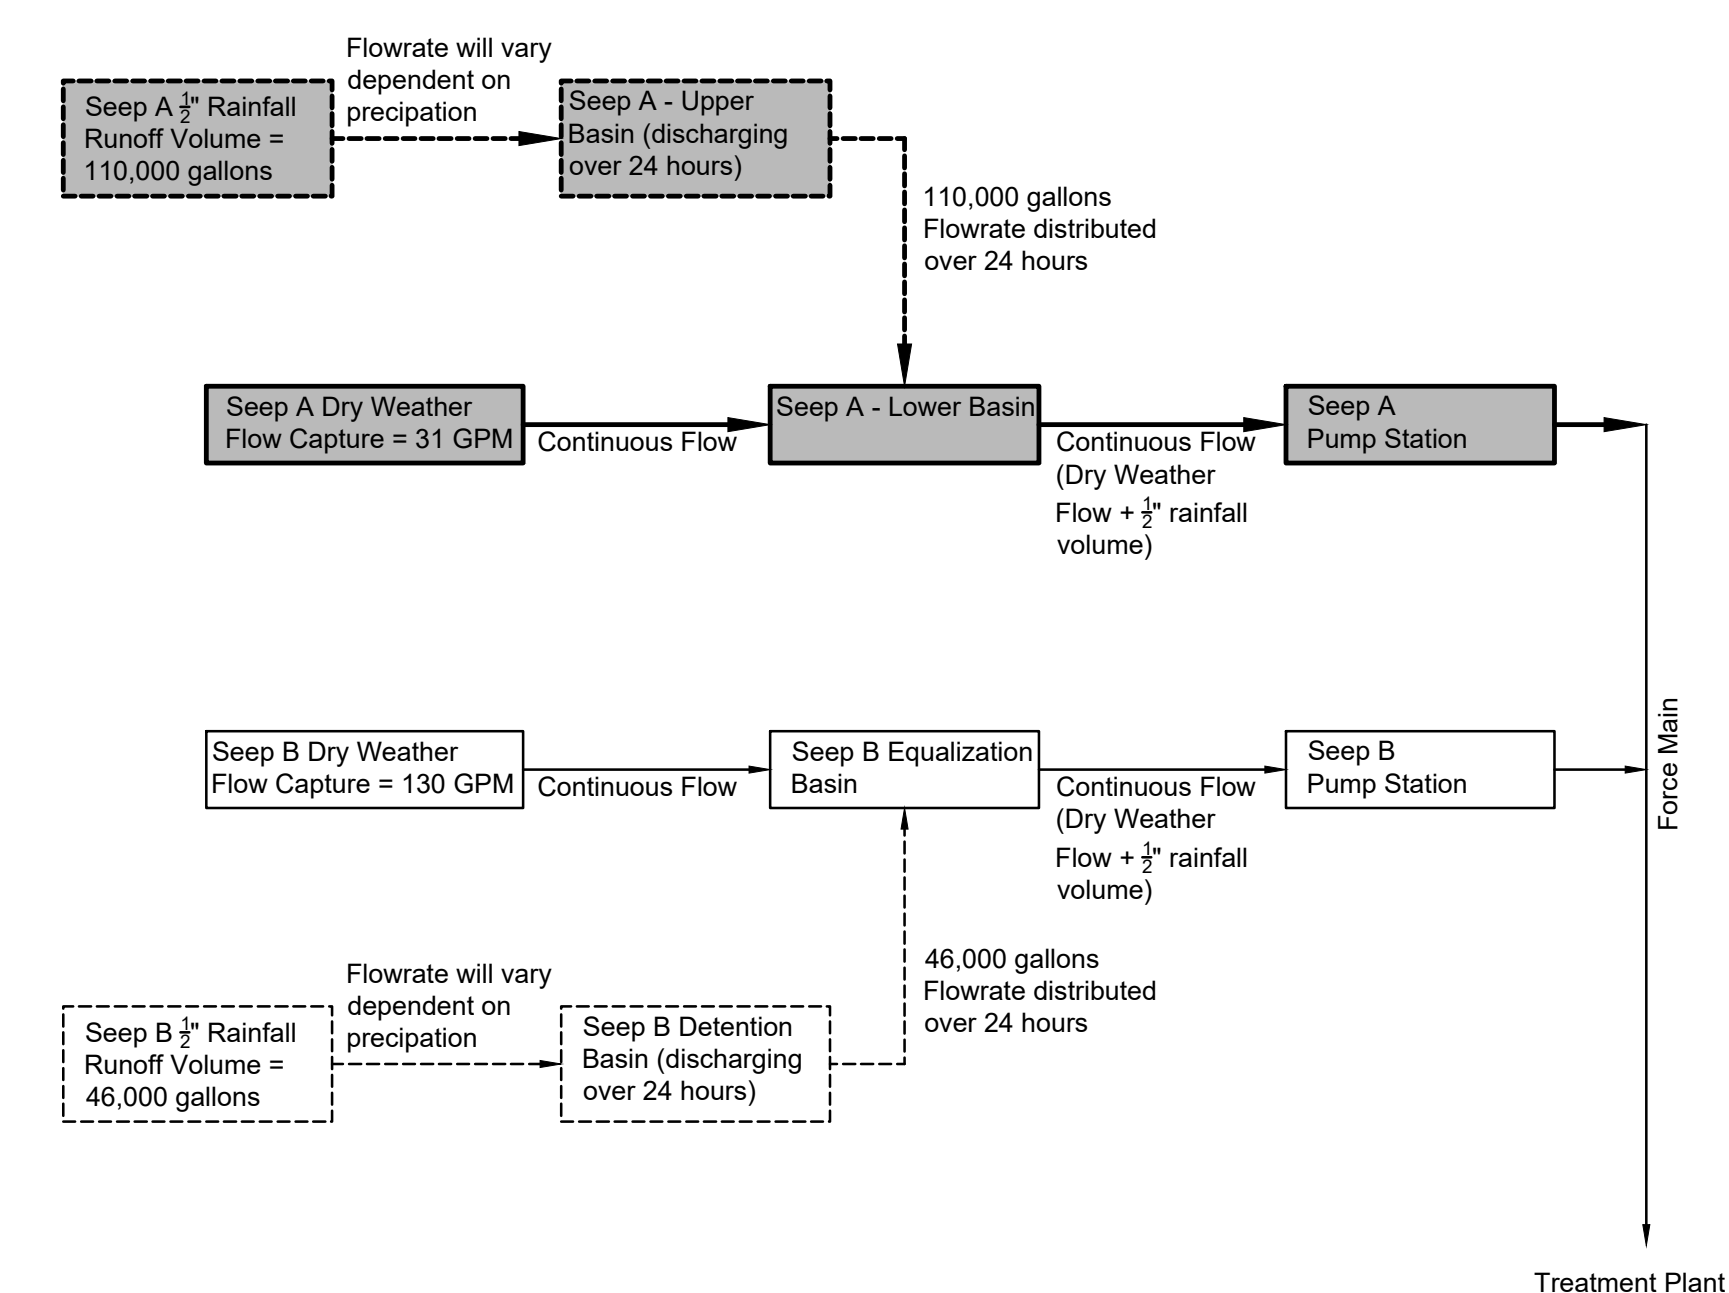 Flowrate will vary
dependent on
precipation
Seep A ½" Rainfall
Runoff Volume =
110,000 gallons
Seep A - Upper
Basin (discharging
over 24 hours)
110,000 gallons
Flowrate distributed
over 24 hours
Seep A Dry Weather
Flow Capture = 31 GPM
Continuous Flow
Seep A - Lower Basin
Continuous Flow
(Dry Weather
Flow + ½" rainfall
volume)
Seep A
Pump Station
Seep B Dry Weather
Flow Capture = 130 GPM
Continuous Flow
Seep B Equalization
Basin
Continuous Flow
(Dry Weather
Flow + ½" rainfall
volume)
Seep B
Pump Station
Force Main
46,000 gallons
Flowrate distributed
over 24 hours
Flowrate will vary
dependent on
precipation
Seep B ½" Rainfall
Runoff Volume =
46,000 gallons
Seep B Detention
Basin (discharging
over 24 hours)
Treatment Plant